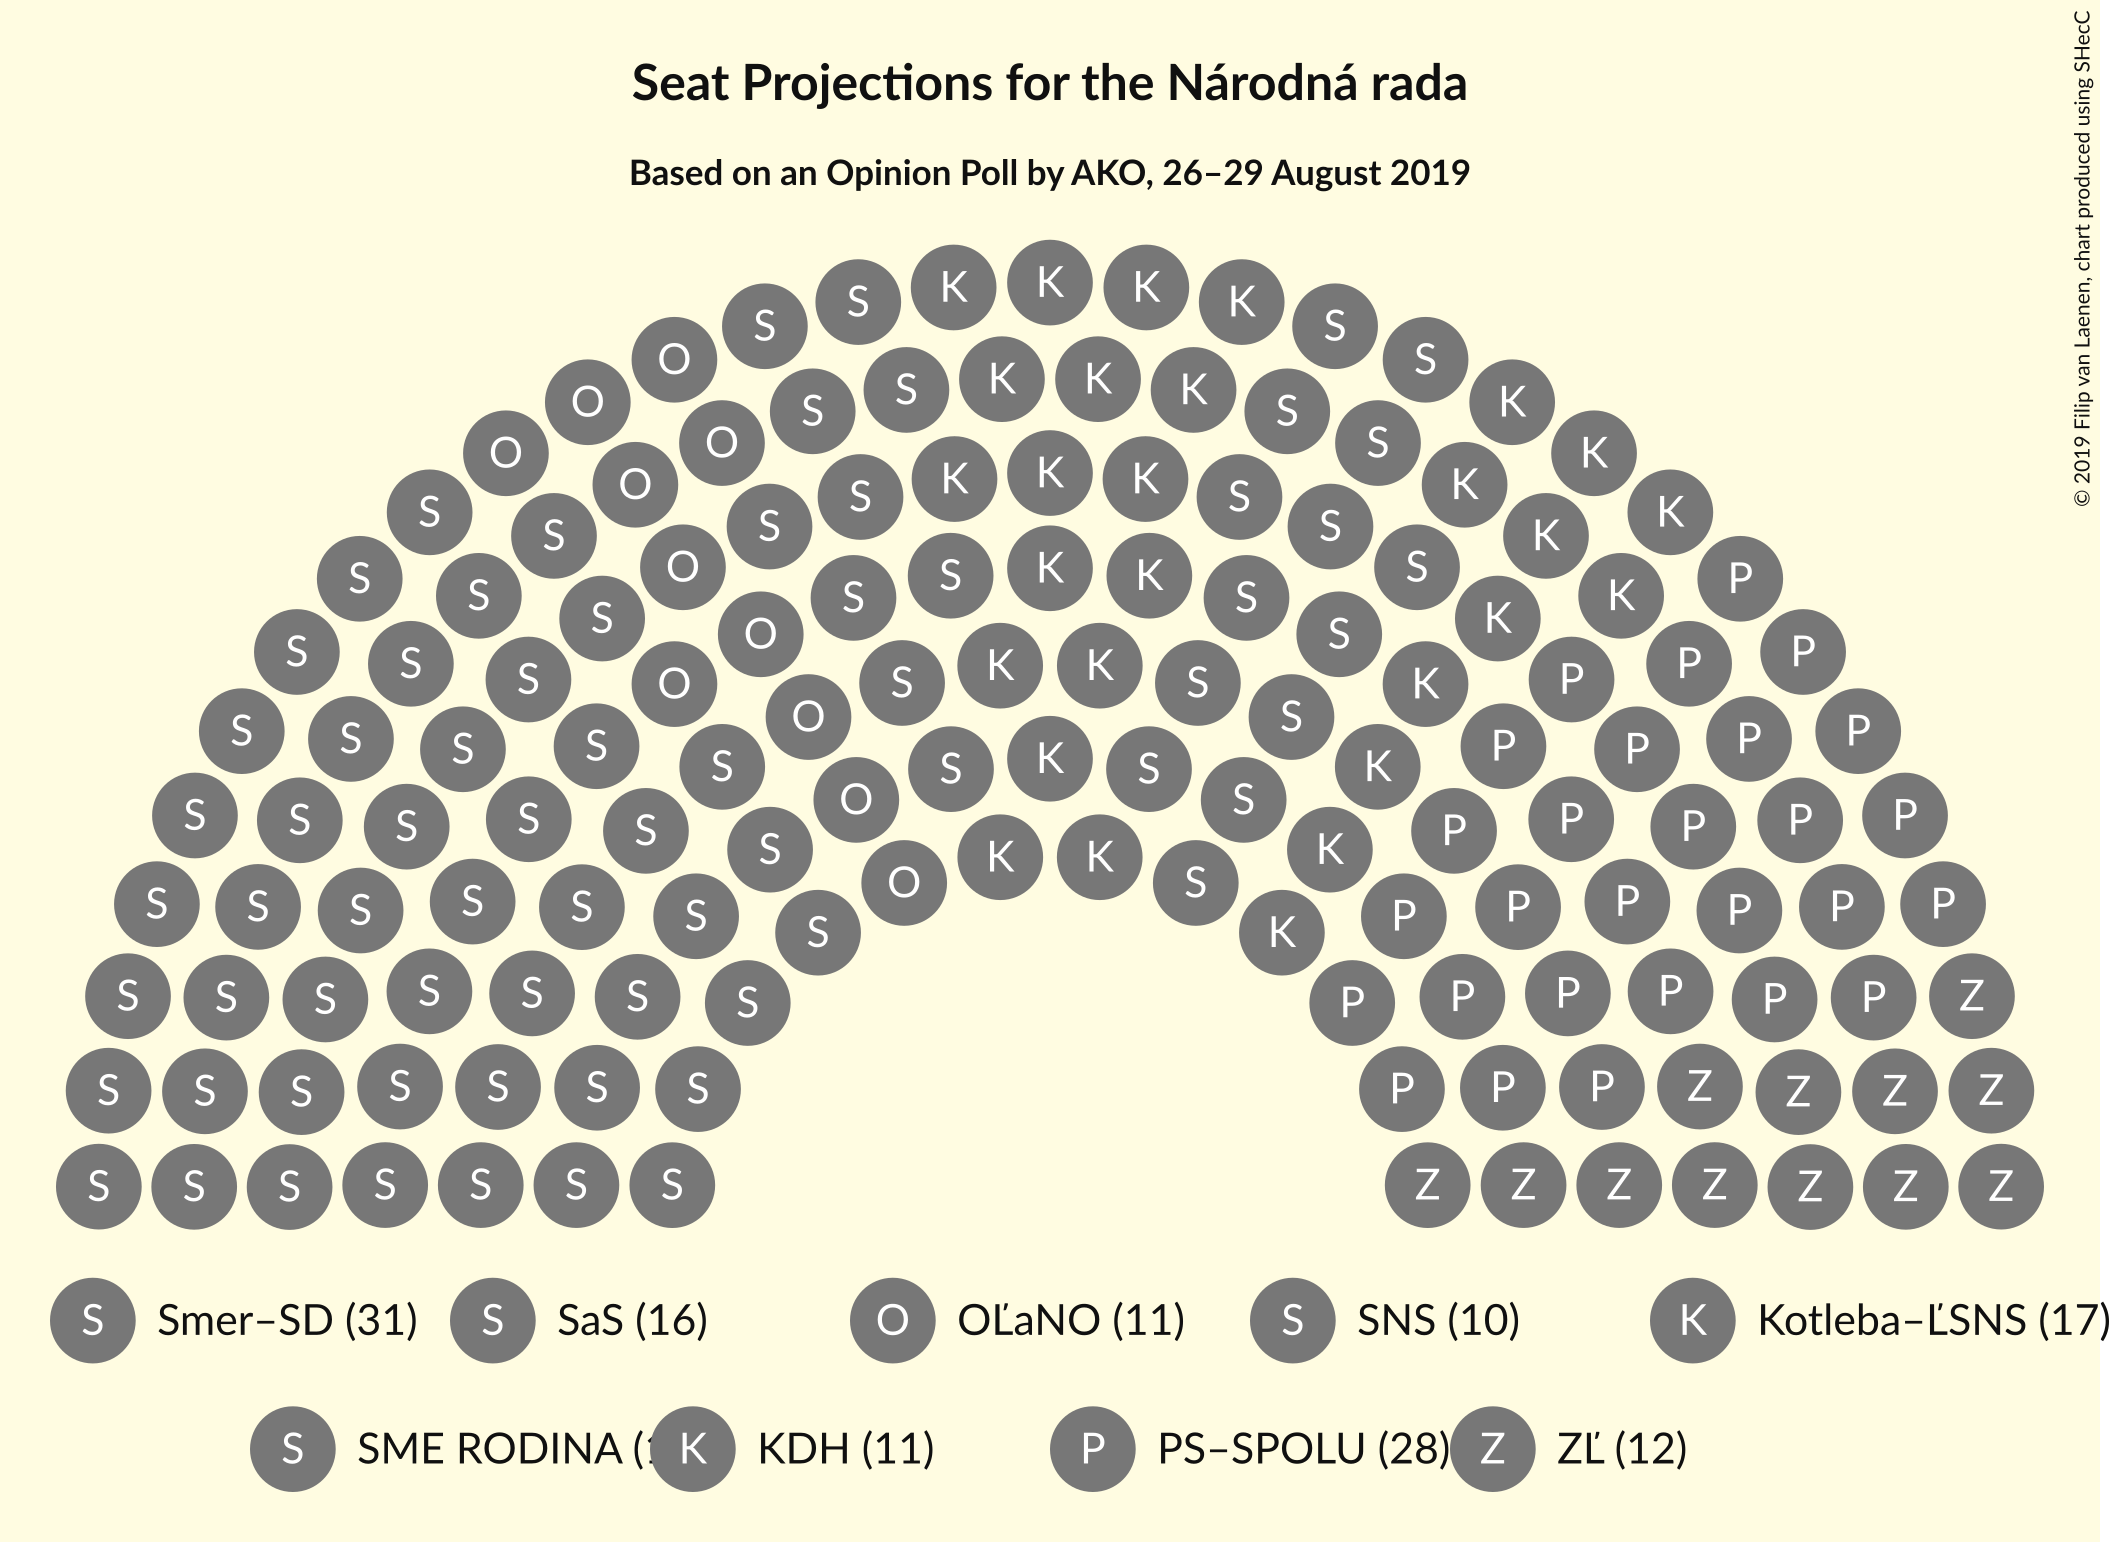 Seat Projections for the Národná rada
Based on an Opinion Poll by AKO, 26–29 August 2019
© 2019 Filip van Laenen, chart produced using SHecC
S K K K K
S S
O S
S K K K
O S S K
O O S K
O S K K K S K
S S S S K K
S O S K K S P
S S S K
S O S K
S S S O S K K S K P P P
S S S S O S P P P P
S S K S K
S S S S S O S P P P P P
S O K K S K
S S S S S S S K P P P P P P
S S S S S S S P P P P P P Z
S S S S S S S P P P Z Z Z Z
S S S S S S S Z Z Z Z Z Z Z
S Smer–SD (31) S SaS (16) O OĽaNO (11) S SNS (10) K Kotleba–ĽSNS (17)
S SME RODINA ( K KDH (11) P PS–SPOLU (28) Z ZĽ (12)